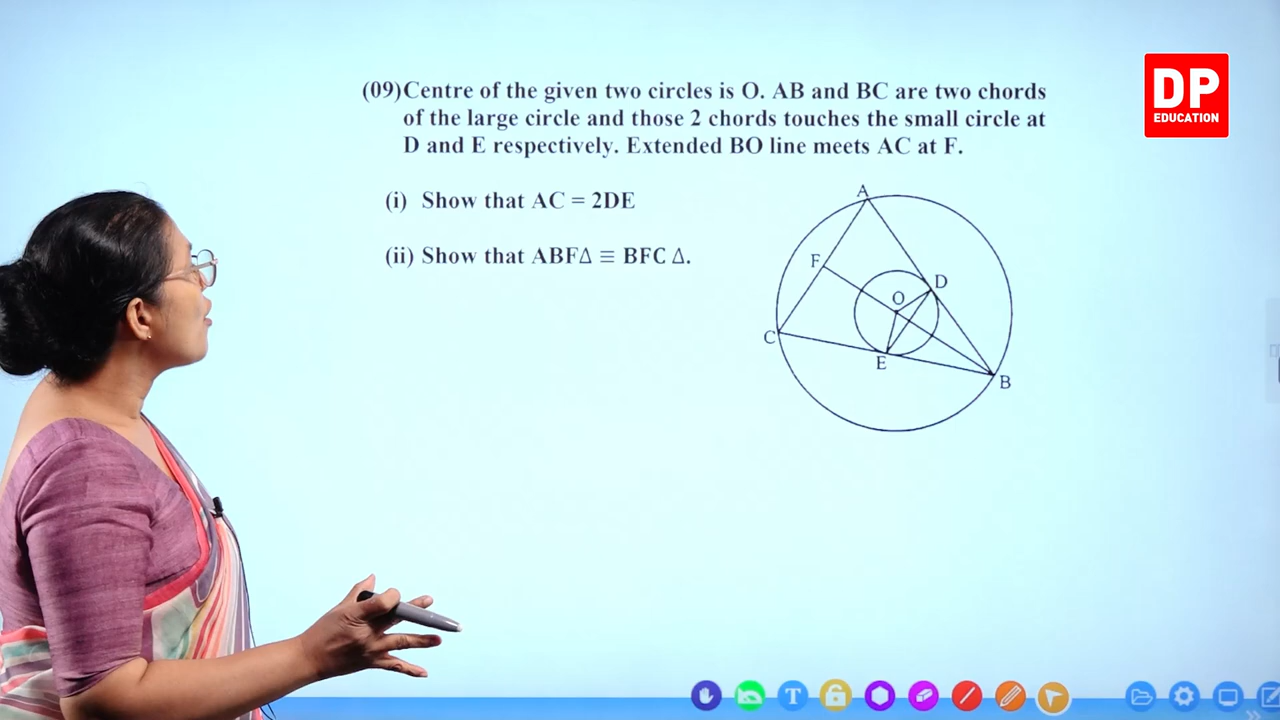 DP
EDUCATION
(09)Centre of the given two circles is O. AB and BC are two chords
of the large circle and those 2 chords touches the small circle at
D and E respectively. Extended BO line meets AC at F.
(i) Show that AC = 2DE
(ii) Show that ABFΔ ≡ BFC Δ.
A
F
D
O
C
E
B
T